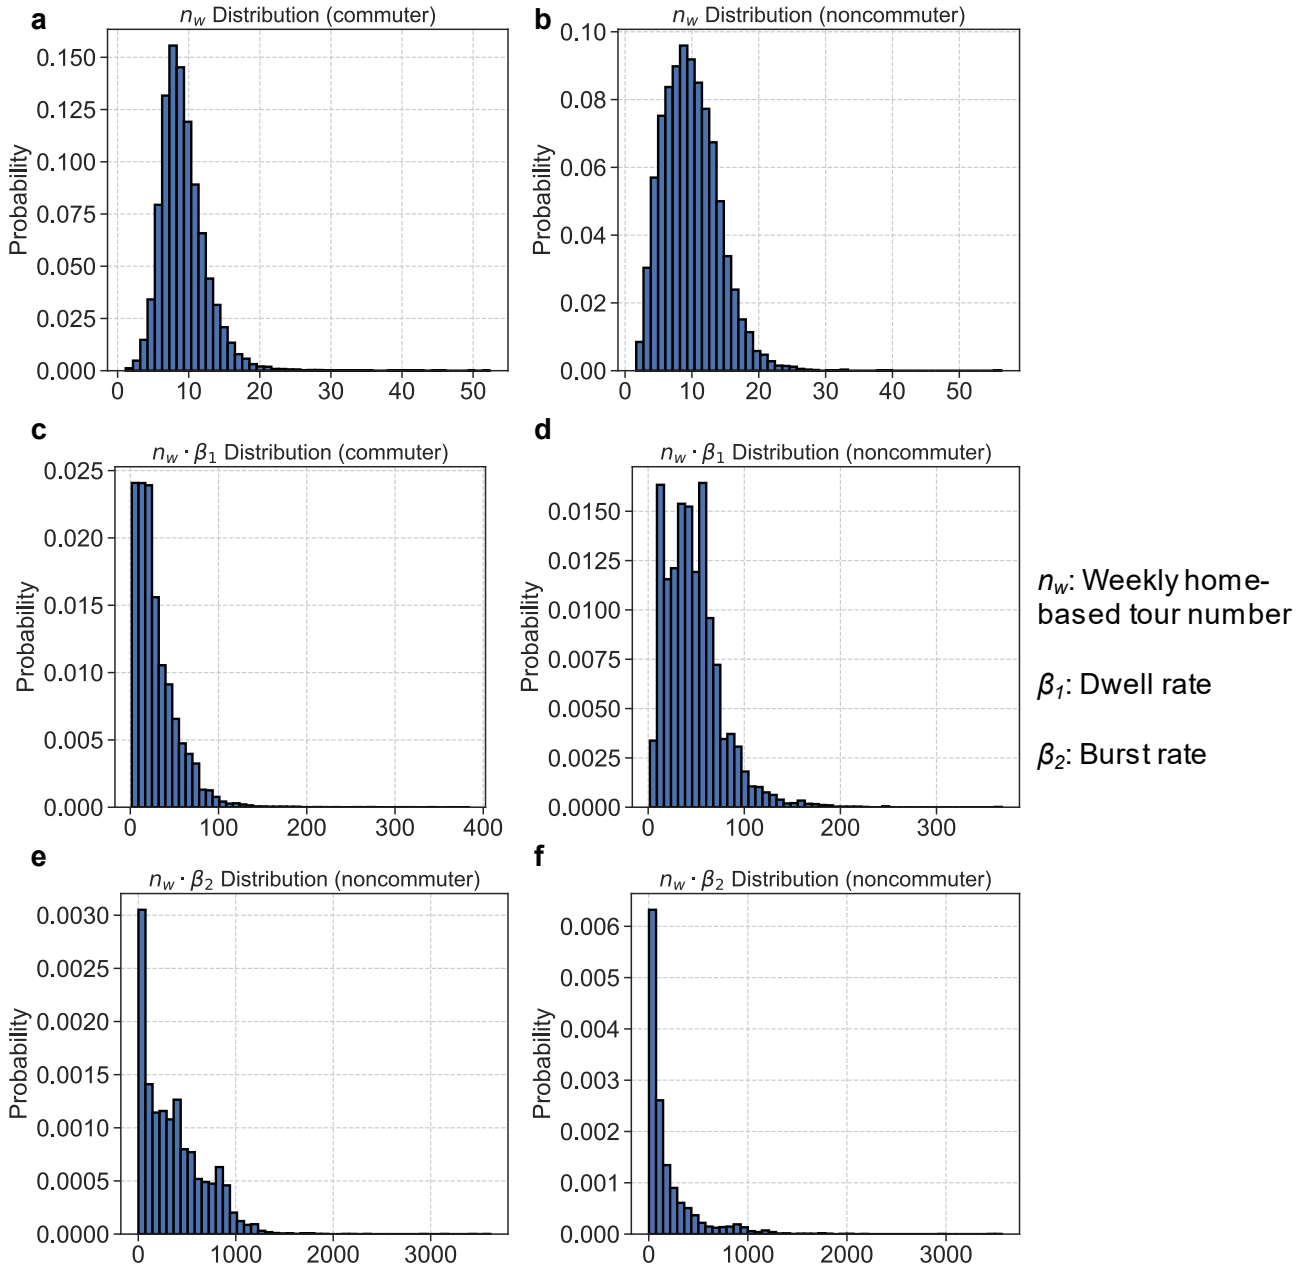 a
n_w Distribution (commuter)
Probability
0.150
0.125
0.100
0.075
0.050
0.025
0.000
0 10 20 30 40 50
b
n_w Distribution (noncommuter)
Probability
0.10
0.08
0.06
0.04
0.02
0.00
0 10 20 30 40 50
c
n_w · β_1 Distribution (commuter)
Probability
0.025
0.020
0.015
0.010
0.005
0.000
0 100 200 300 400
d
n_w · β_1 Distribution (noncommuter)
Probability
0.0150
0.0125
0.0100
0.0075
0.0050
0.0025
0.0000
0 100 200 300
n_w: Weekly home-
based tour number
β_1: Dwell rate
β_2: Burst rate
e
n_w · β_2 Distribution (noncommuter)
Probability
0.0030
0.0025
0.0020
0.0015
0.0010
0.0005
0.0000
0 1000 2000 3000
f
n_w · β_2 Distribution (noncommuter)
Probability
0.006
0.005
0.004
0.003
0.002
0.001
0.000
0 1000 2000 3000